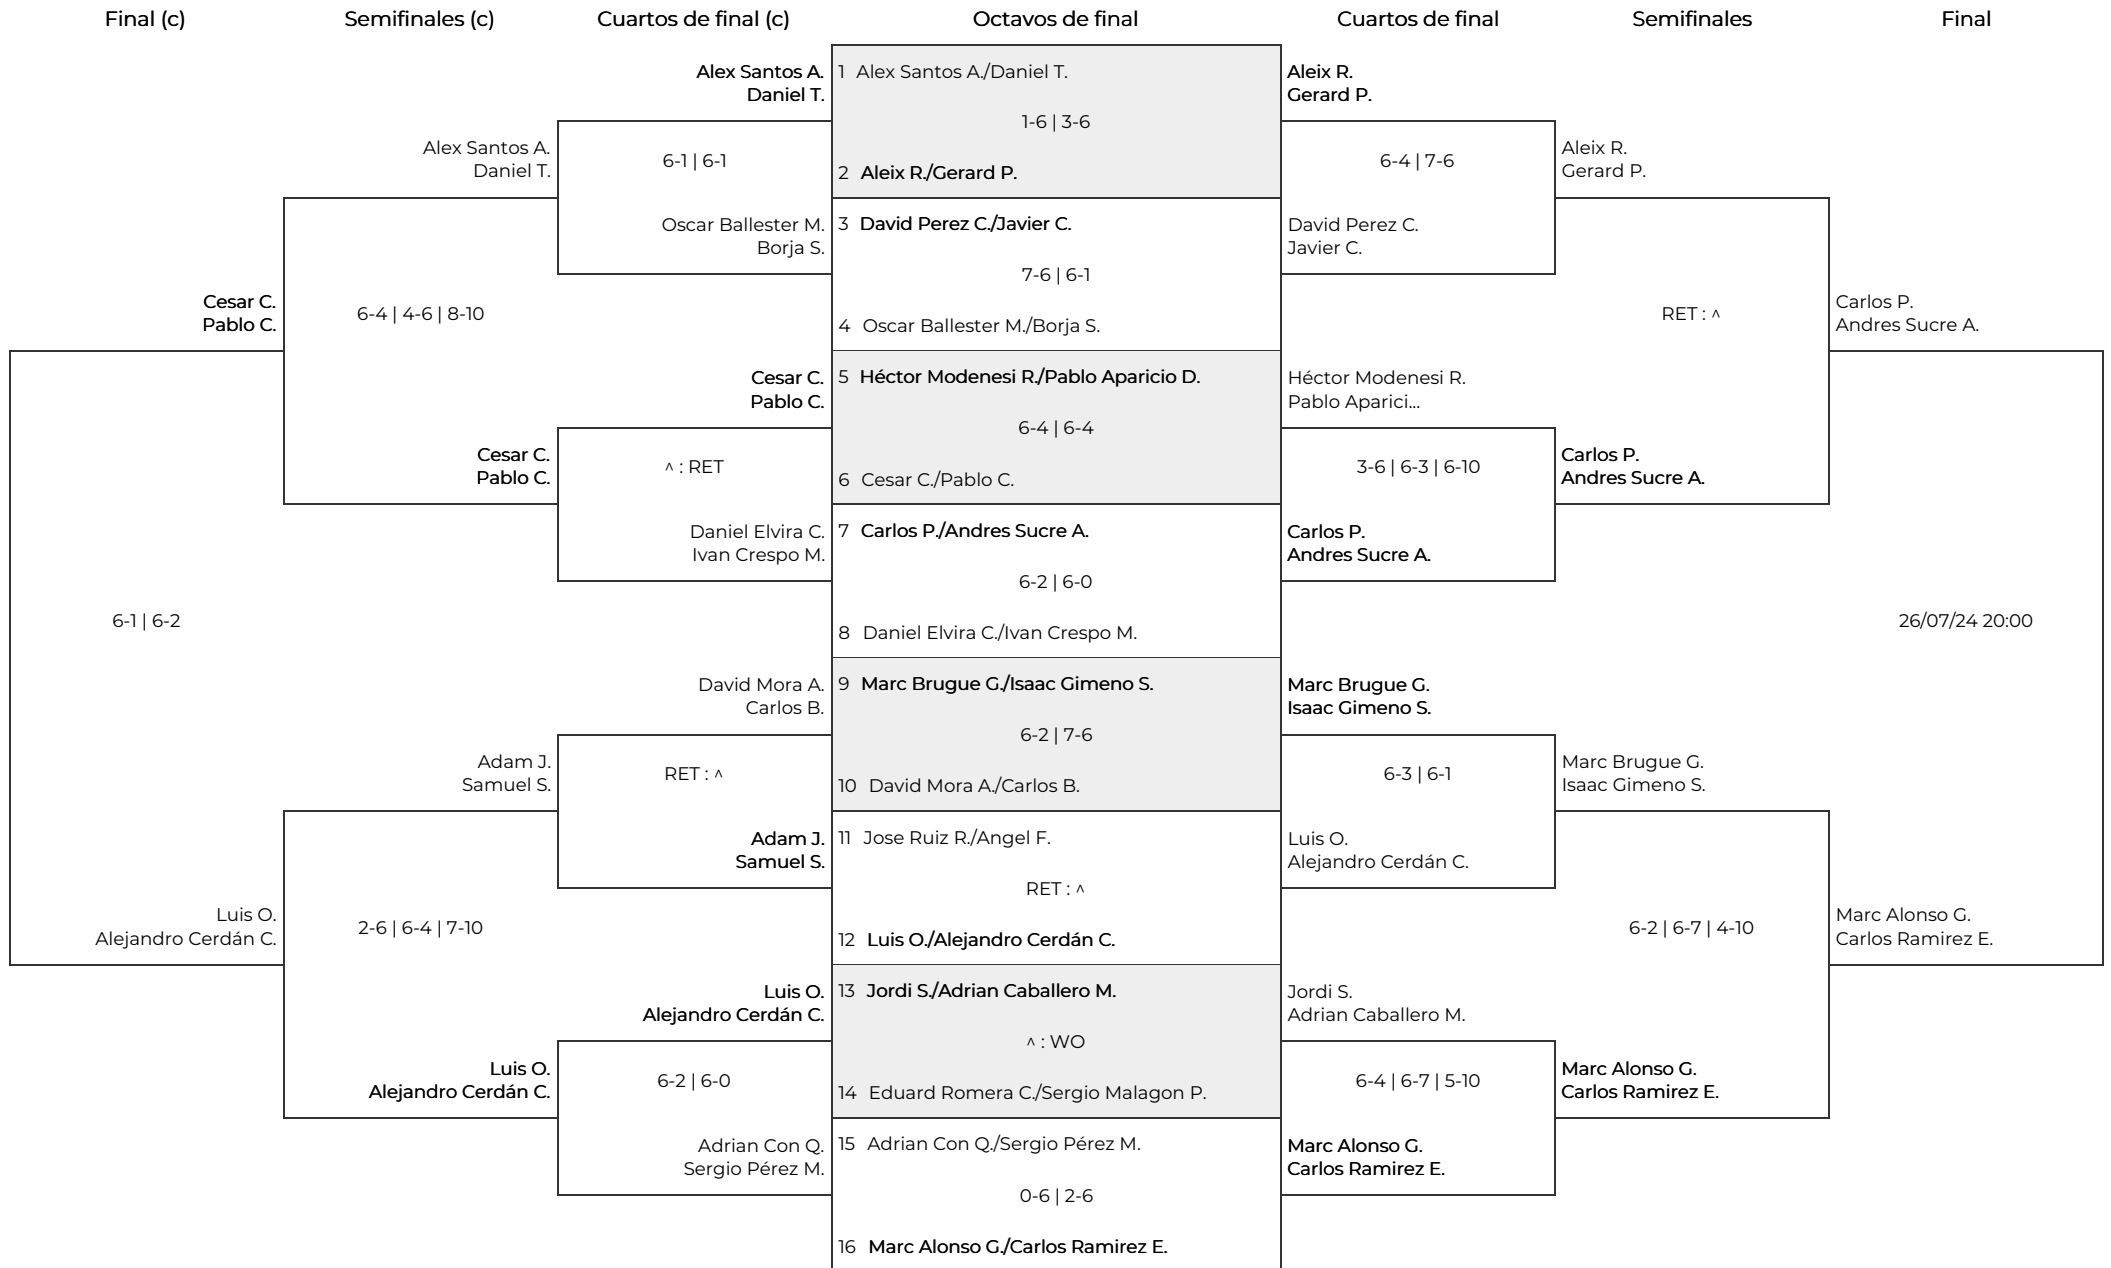 Final (c)
Semifinales (c)
Cuartos de final (c)
Octavos de final
Cuartos de final
Semifinales
Final
Cesar C.
Pablo C.
6-1 | 6-2
Luis O.
Alejandro Cerdán C.
Alex Santos A.
Daniel T.
6-4 | 4-6 | 8-10
Cesar C.
Pablo C.
Adam J.
Samuel S.
2-6 | 6-4 | 7-10
Luis O.
Alejandro Cerdán C.
Alex Santos A.
Daniel T.
6-1 | 6-1
Oscar Ballester M.
Borja S.
Cesar C.
Pablo C.
^ : RET
Daniel Elvira C.
Ivan Crespo M.
David Mora A.
Carlos B.
RET : ^
Adam J.
Samuel S.
Luis O.
Alejandro Cerdán C.
6-2 | 6-0
Adrian Con Q.
Sergio Pérez M.
1 Alex Santos A./Daniel T.
1-6 | 3-6
2 Aleix R./Gerard P.
3 David Perez C./Javier C.
7-6 | 6-1
4 Oscar Ballester M./Borja S.
5 Héctor Modenesi R./Pablo Aparicio D.
6-4 | 6-4
6 Cesar C./Pablo C.
7 Carlos P./Andres Sucre A.
6-2 | 6-0
8 Daniel Elvira C./Ivan Crespo M.
9 Marc Brugue G./Isaac Gimeno S.
6-2 | 7-6
10 David Mora A./Carlos B.
11 Jose Ruiz R./Angel F.
RET : ^
12 Luis O./Alejandro Cerdán C.
13 Jordi S./Adrian Caballero M.
^ : WO
14 Eduard Romera C./Sergio Malagon P.
15 Adrian Con Q./Sergio Pérez M.
0-6 | 2-6
16 Marc Alonso G./Carlos Ramirez E.
Aleix R.
Gerard P.
6-4 | 7-6
David Perez C.
Javier C.
Héctor Modenesi R.
Pablo Aparici...
3-6 | 6-3 | 6-10
Carlos P.
Andres Sucre A.
Marc Brugue G.
Isaac Gimeno S.
6-3 | 6-1
Luis O.
Alejandro Cerdán C.
Jordi S.
Adrian Caballero M.
6-4 | 6-7 | 5-10
Marc Alonso G.
Carlos Ramirez E.
Aleix R.
Gerard P.
RET : ^
Carlos P.
Andres Sucre A.
Marc Brugue G.
Isaac Gimeno S.
6-2 | 6-7 | 4-10
Marc Alonso G.
Carlos Ramirez E.
Carlos P.
Andres Sucre A.
26/07/24 20:00
Marc Alonso G.
Carlos Ramirez E.